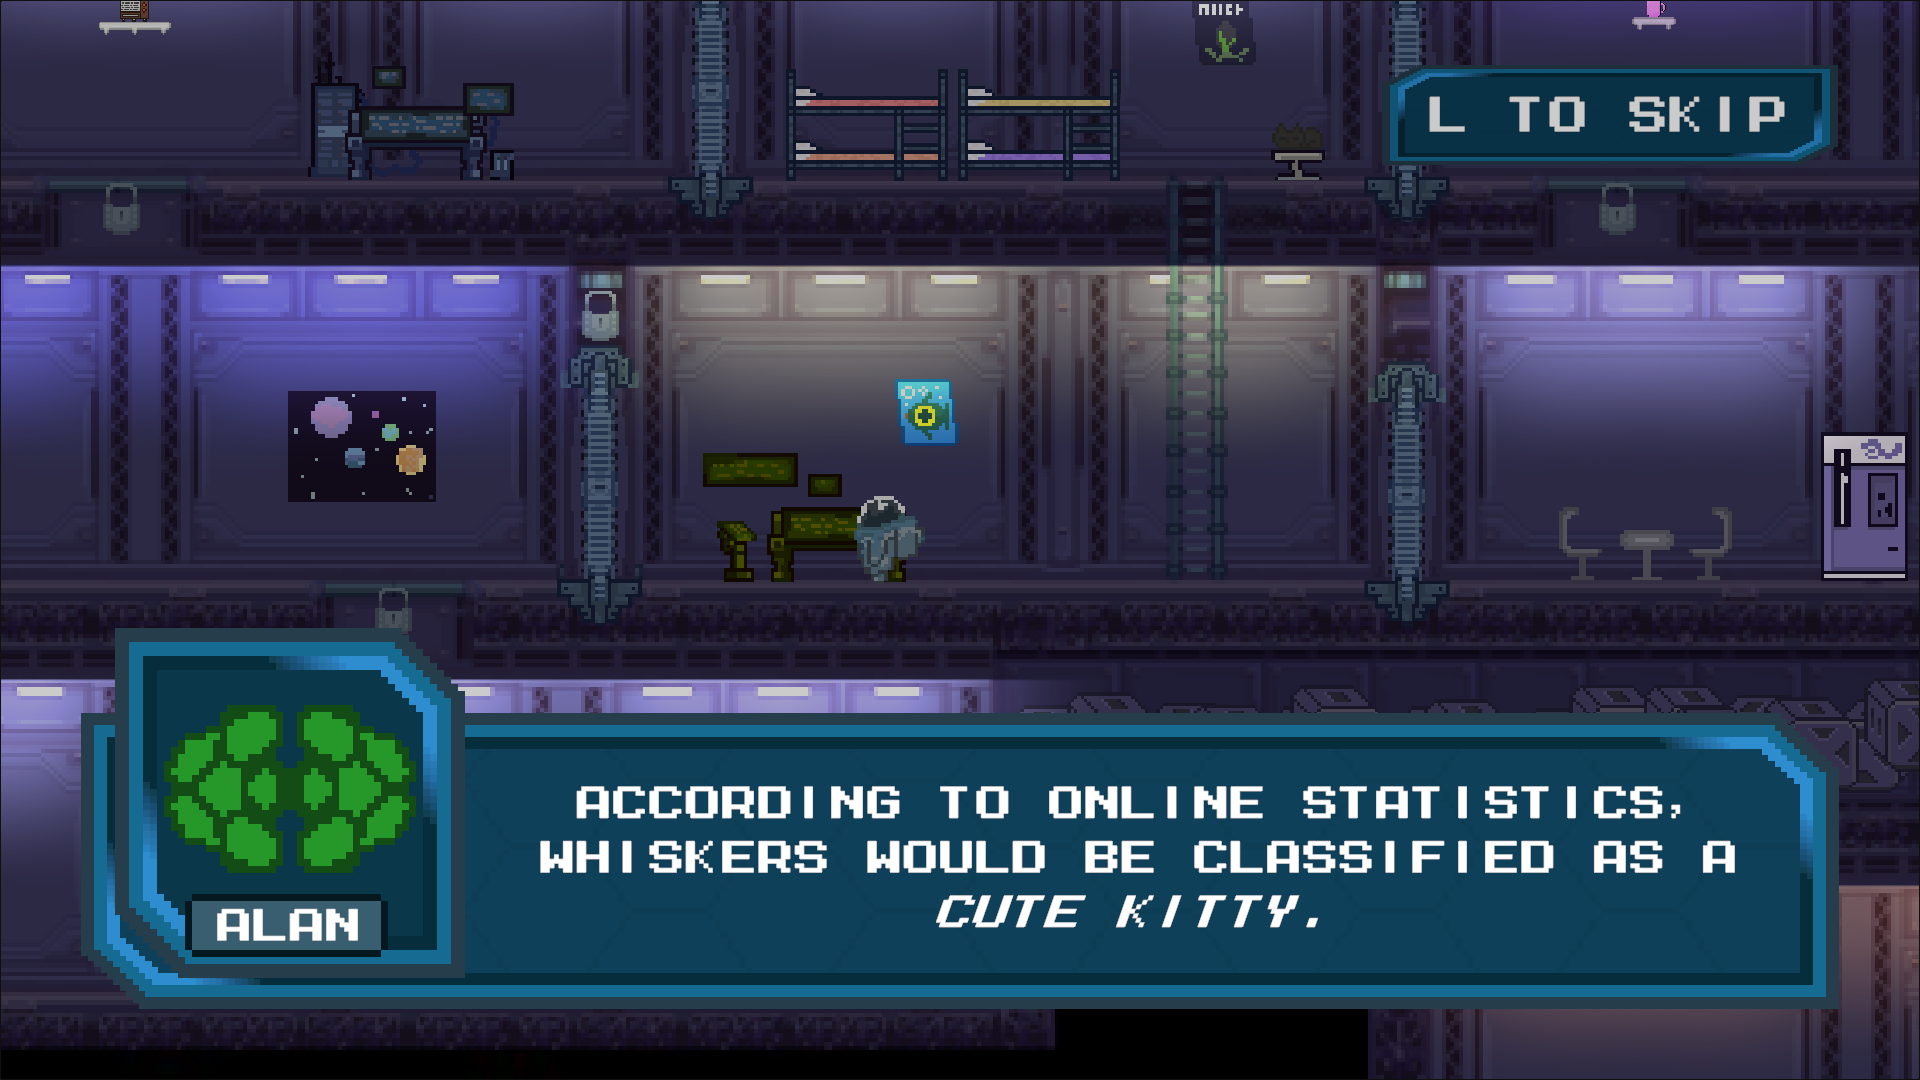 L TO SKIP
ACCORDING TO ONLINE STATISTICS,
WHISKERS WOULD BE CLASSIFIED AS A
CUTE KITTY.
ALAN